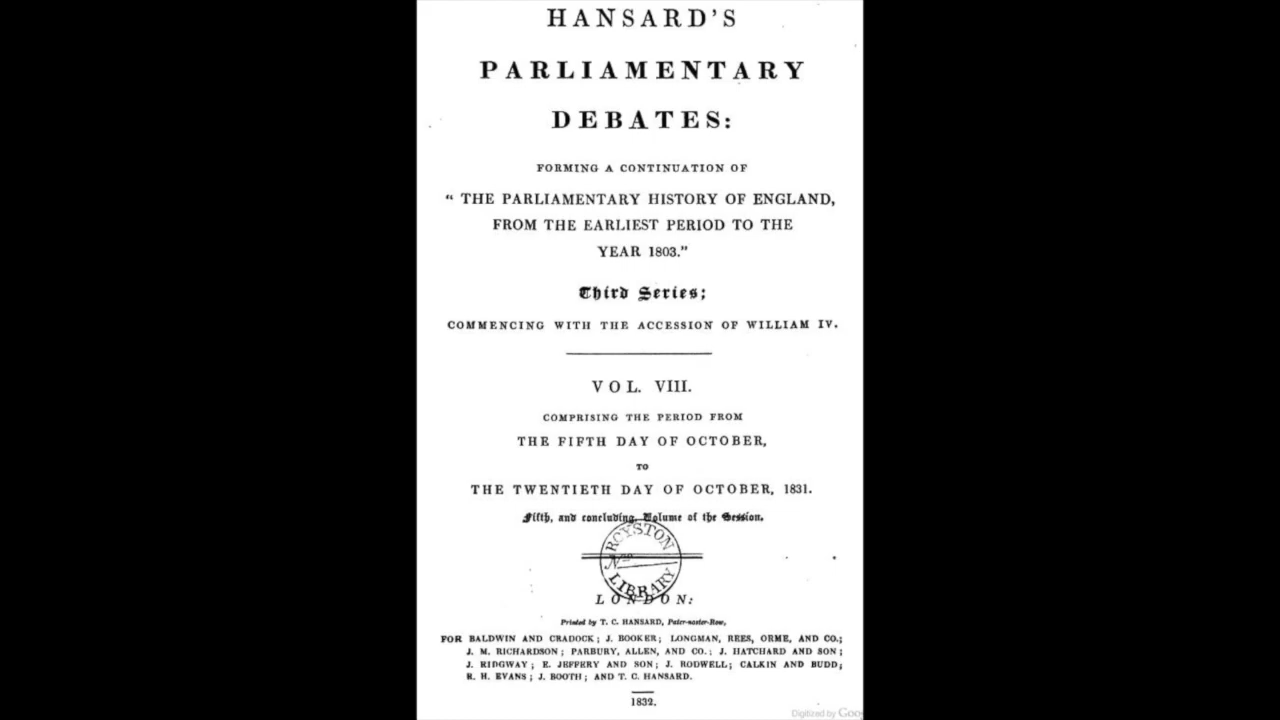 HANSARD'S
PARLIAMENTARY
DEBATES:
FORMING A CONTINUATION OF
“ THE PARLIAMENTARY HISTORY OF ENGLAND,
FROM THE EARLIEST PERIOD TO THE
YEAR 1803.”
Third Series;
COMMENCING WITH THE ACCESSION OF WILLIAM IV.
VOL. VIII.
COMPRISING THE PERIOD FROM
THE FIFTH DAY OF OCTOBER,
TO
THE TWENTIETH DAY OF OCTOBER, 1831.
Fifth, and concluding, Volume of the Session.
ROYSTON
No
LIBRARY
LONDON:
Printed by T. C. HANSARD, Pater-noster-Row,
FOR BALDWIN AND CRADOCK; J. BOOKER; LONGMAN, REES, ORME, AND CO.;
J. M. RICHARDSON; PARBURY, ALLEN, AND CO.; J. HATCHARD AND SON;
J. RIDGWAY; E. JEFFERY AND SON; J. RODWELL; CALKIN AND BUDD;
R. H. EVANS; J. BOOTH; AND T. C. HANSARD.
1832.
Digitized by Goo